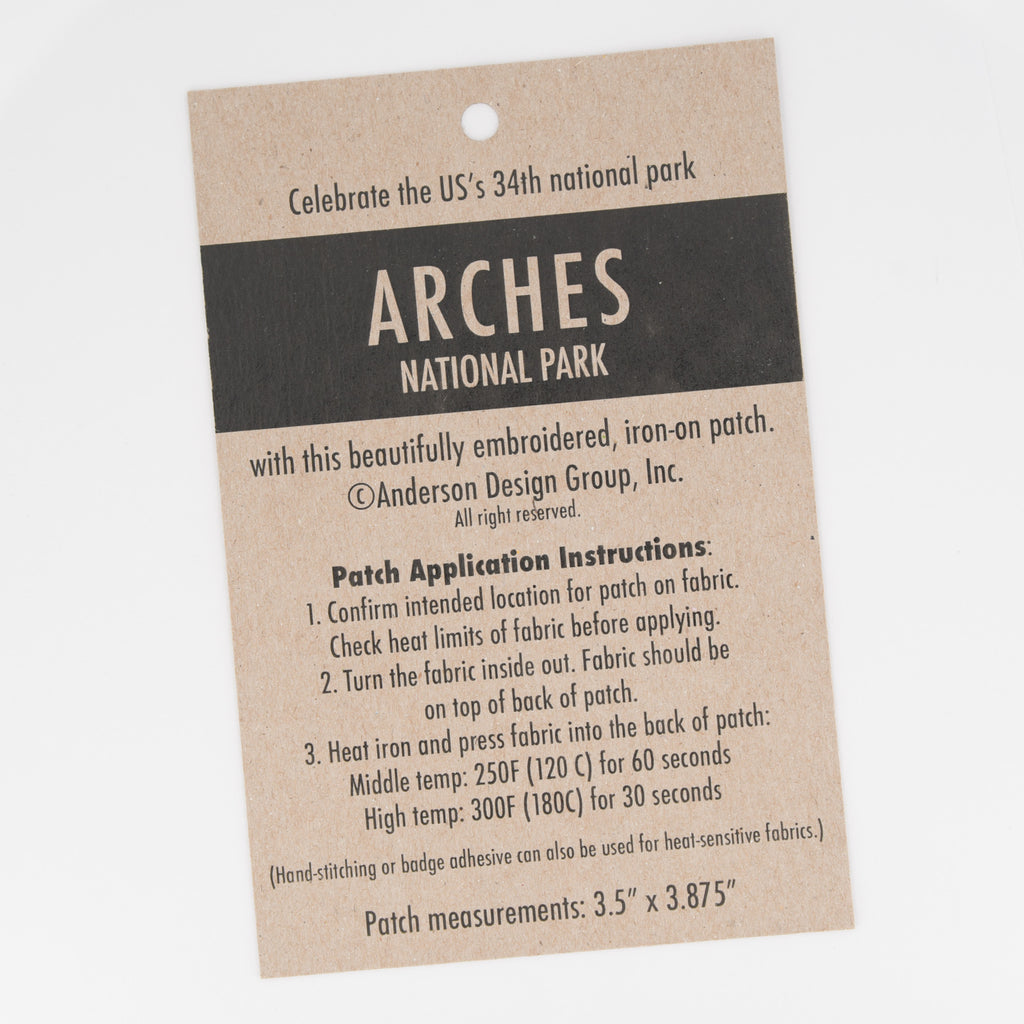 Celebrate the US's 34th national park
ARCHES
NATIONAL PARK
with this beautifully embroidered, iron-on patch.
©Anderson Design Group, Inc.
All right reserved.
Patch Application Instructions:
1. Confirm intended location for patch on fabric.
Check heat limits of fabric before applying.
2. Turn the fabric inside out. Fabric should be
on top of back of patch.
3. Heat iron and press fabric into the back of patch:
Middle temp: 250F (120 C) for 60 seconds
High temp: 300F (180C) for 30 seconds
(Hand-stitching or badge adhesive can also be used for heat-sensitive fabrics.)
Patch measurements: 3.5” x 3.875”